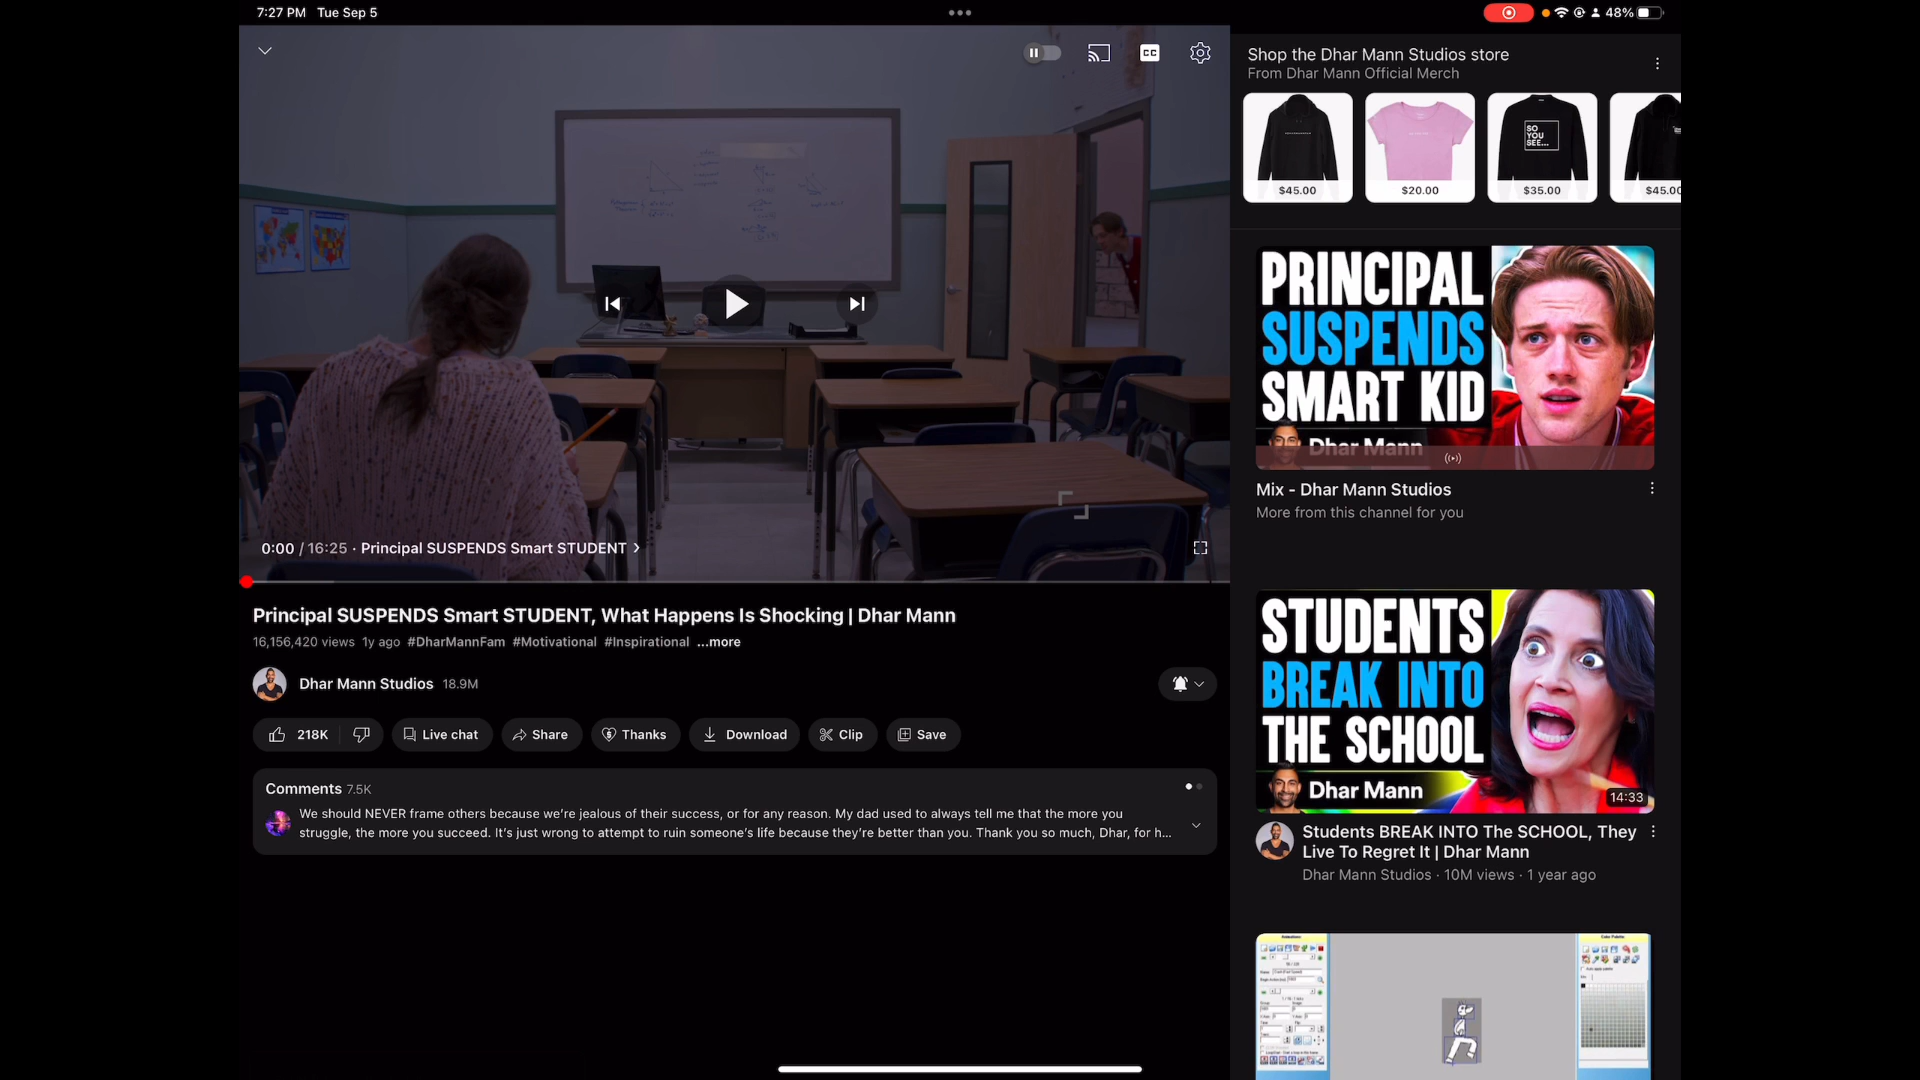 7:27 PM Tue Sep 5
48%
CC
0:00 / 16:25 · Principal SUSPENDS Smart STUDENT
Principal SUSPENDS Smart STUDENT, What Happens Is Shocking | Dhar Mann
16,156,420 views 1y ago #DharMannFam #Motivational #Inspirational ...more
Dhar Mann Studios 18.9M
218K
Live chat
Share
Thanks
Download
Clip
Save
Comments 7.5K
We should NEVER frame others because we're jealous of their success, or for any reason. My dad used to always tell me that the more you
struggle, the more you succeed. It's just wrong to attempt to ruin someone's life because they're better than you. Thank you so much, Dhar, for h...
Shop the Dhar Mann Studios store
From Dhar Mann Official Merch
SO
YOU
SEE...
$45.00
$20.00
$35.00
$45.00
PRINCIPAL
SUSPENDS
SMART KID
Dhar Mann
Mix - Dhar Mann Studios
More from this channel for you
STUDENTS
BREAK INTO
THE SCHOOL
Dhar Mann
14:33
Students BREAK INTO The SCHOOL, They
Live To Regret It | Dhar Mann
Dhar Mann Studios · 10M views · 1 year ago